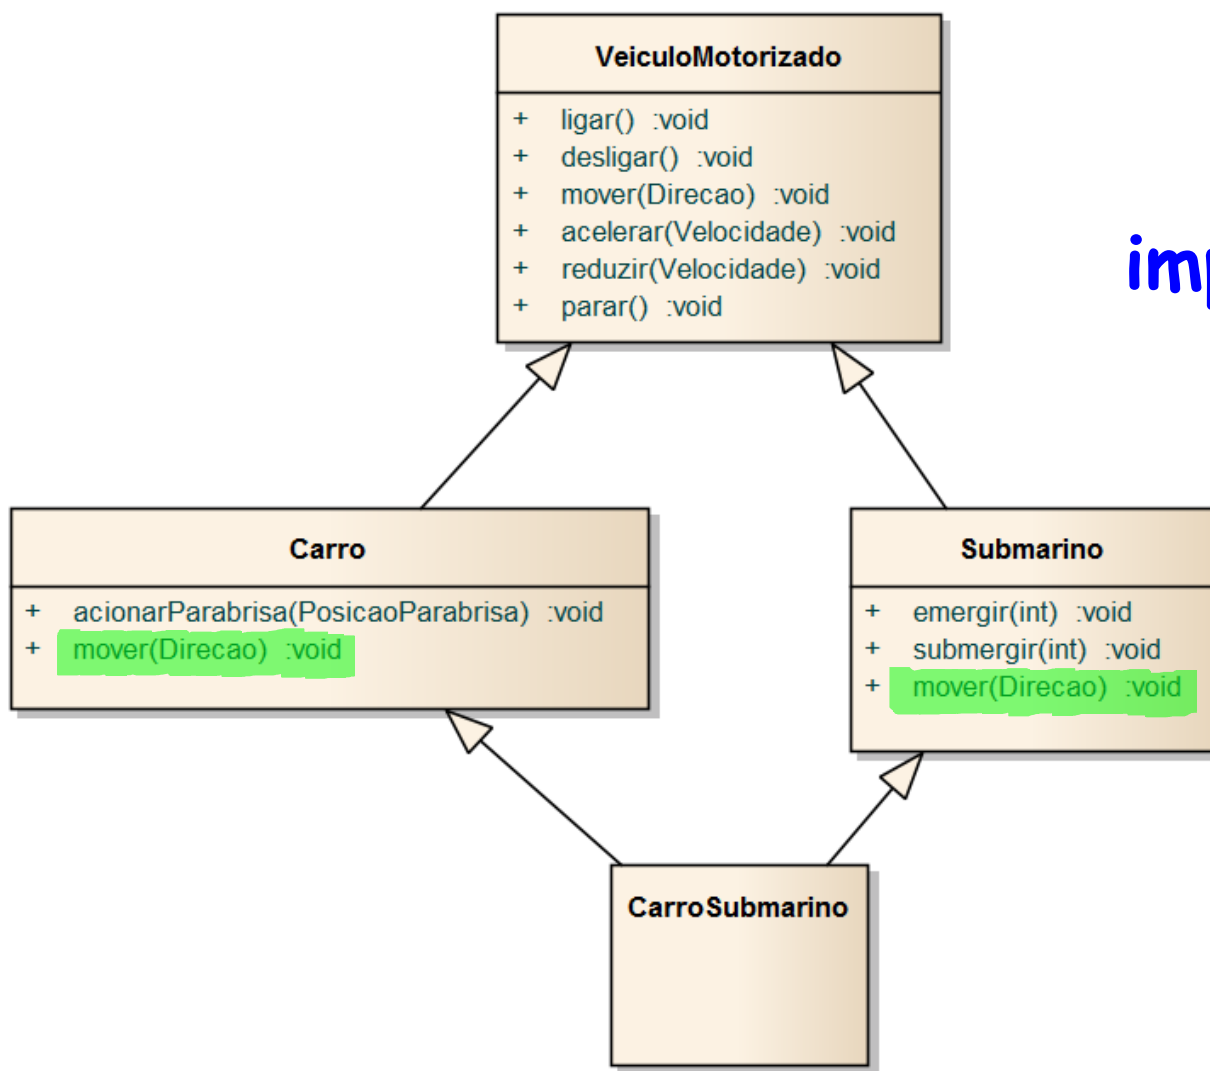 VeiculoMotorizado
+ ligar() :void
+ desligar() :void
+ mover(Direcao) :void
+ acelerar(Velocidade) :void
+ reduzir(Velocidade) :void
+ parar() :void
Carro
+ acionarParabrisa(PosicaoParabrisa) :void
+ mover(Direcao) :void
Submarino
+ emergir(int) :void
+ submergir(int) :void
+ mover(Direcao) :void
CarroSubmarino